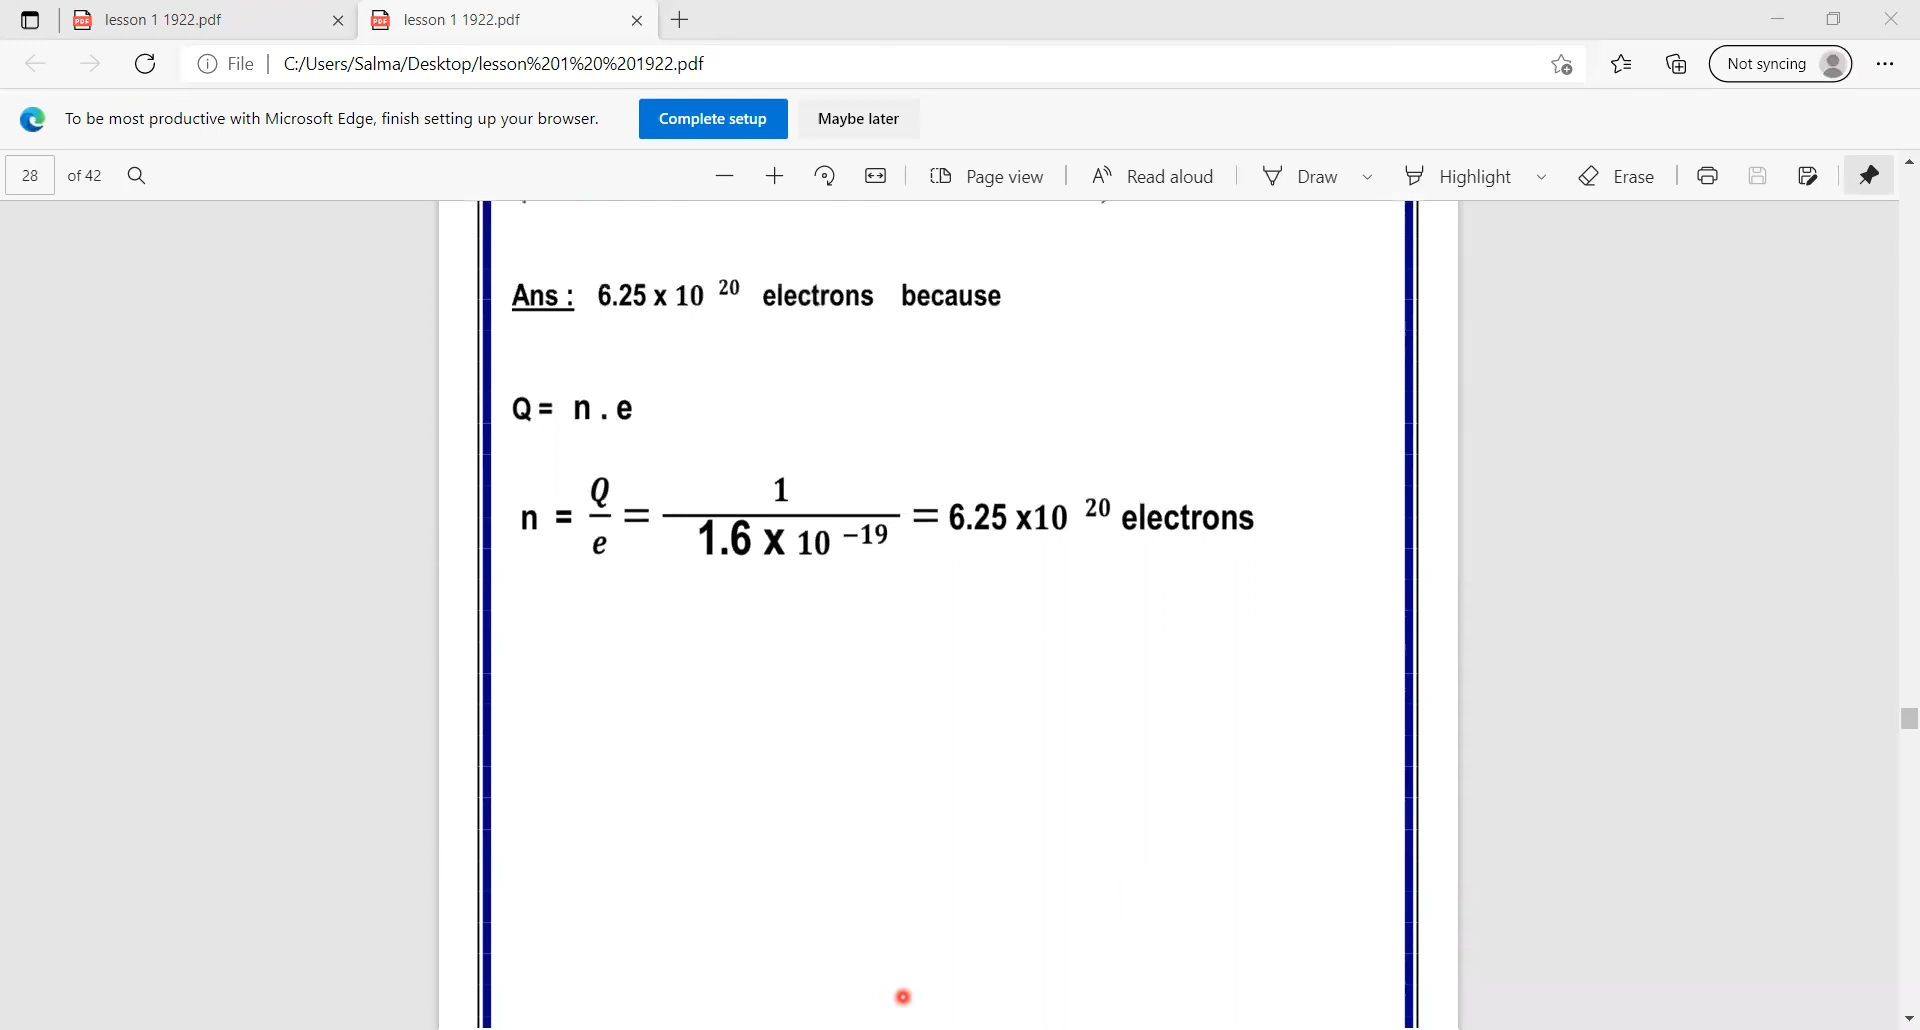 lesson 1 1922.pdf
lesson 1 1922.pdf
File
C:/Users/Salma/Desktop/lesson%201%20%201922.pdf
Not syncing
To be most productive with Microsoft Edge, finish setting up your browser.
Complete setup
Maybe later
28 of 42
Page view
Read aloud
Draw
Highlight
Erase
Ans : 6.25 x 10 ²⁰ electrons because
Q = n . e
n = Q/e = 1/(1.6 x 10 ⁻¹⁹) = 6.25 x10 ²⁰ electrons